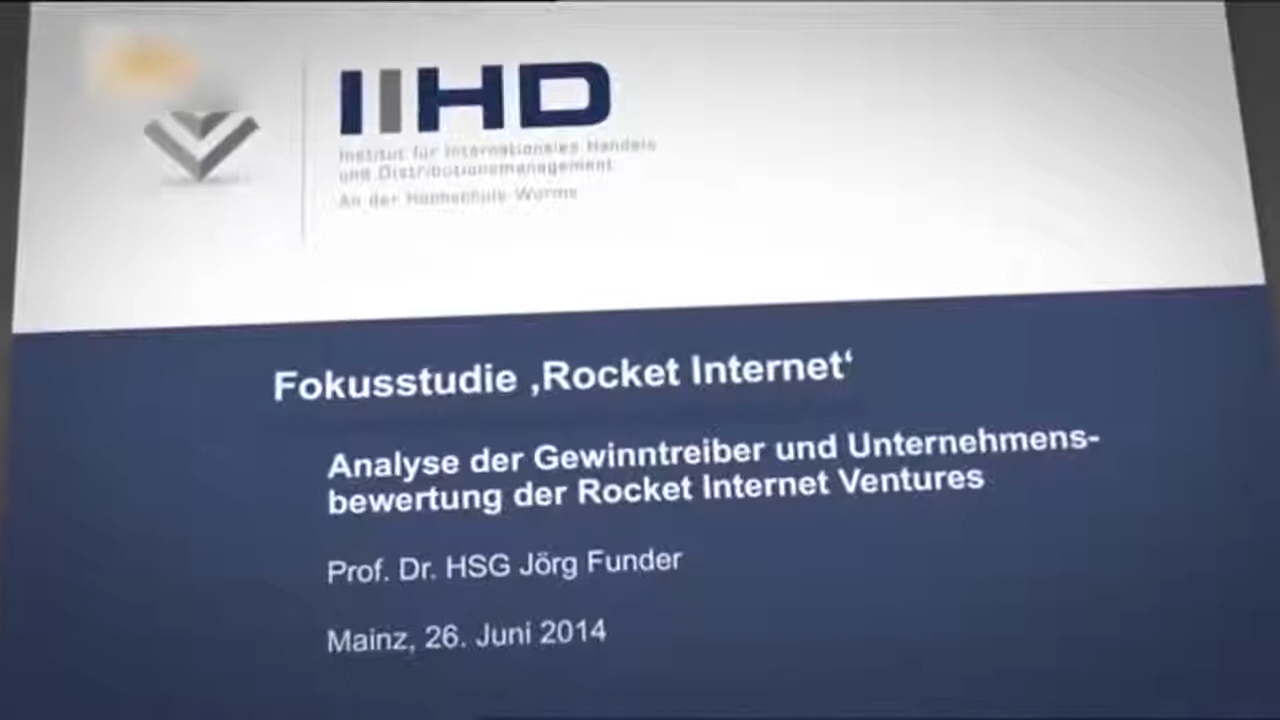 IIHD
Institut für Internationales Handels
und Distributionsmanagement
An der Hochschule Worms
Fokusstudie ‚Rocket Internet‘
Analyse der Gewinntreiber und Unternehmens-
bewertung der Rocket Internet Ventures
Prof. Dr. HSG Jörg Funder
Mainz, 26. Juni 2014